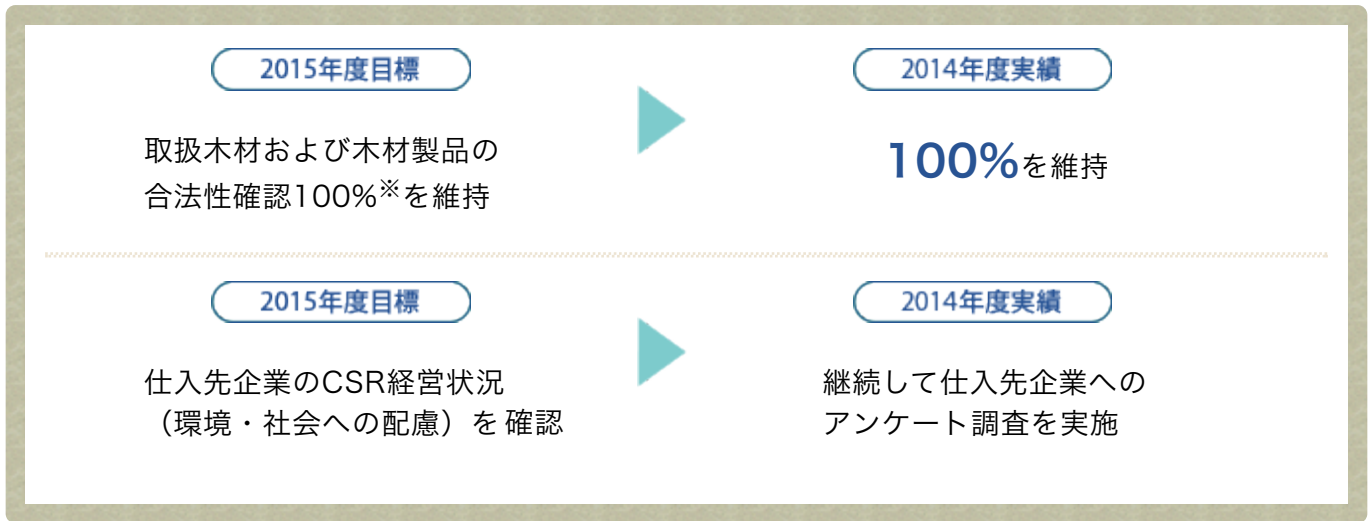 2015年度目標
2014年度実績
取扱木材および木材製品の
合法性確認100%※を維持
100%を維持
2015年度目標
2014年度実績
仕入先企業のCSR経営状況
（環境・社会への配慮）を 確認
継続して仕入先企業への
アンケート調査を実施